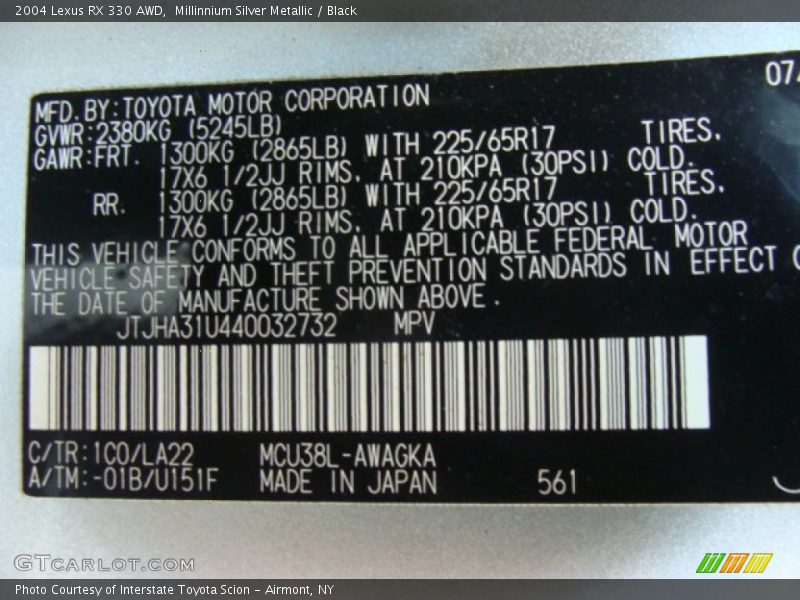 2004 Lexus RX 330 AWD,  Millinnium Silver Metallic / Black
07
MFD.BY:TOYOTA MOTOR CORPORATION
GVWR:2380KG (5245LB)
GAWR:FRT. 1300KG (2865LB) WITH 225/65R17 TIRES,
17X6 1/2JJ RIMS, AT 210KPA (30PSI) COLD.
RR. 1300KG (2865LB) WITH 225/65R17 TIRES,
17X6 1/2JJ RIMS, AT 210KPA (30PSI) COLD.
THIS VEHICLE CONFORMS TO ALL APPLICABLE FEDERAL MOTOR
VEHICLE SAFETY AND THEFT PREVENTION STANDARDS IN EFFECT
THE DATE OF MANUFACTURE SHOWN ABOVE.
JTJHA31U440032732 MPV
C/TR:1C0/LA22 MCU38L-AWAGKA
A/TM:-01B/U151F MADE IN JAPAN 561
GTCARLOT.COM
Photo Courtesy of Interstate Toyota Scion - Airmont, NY